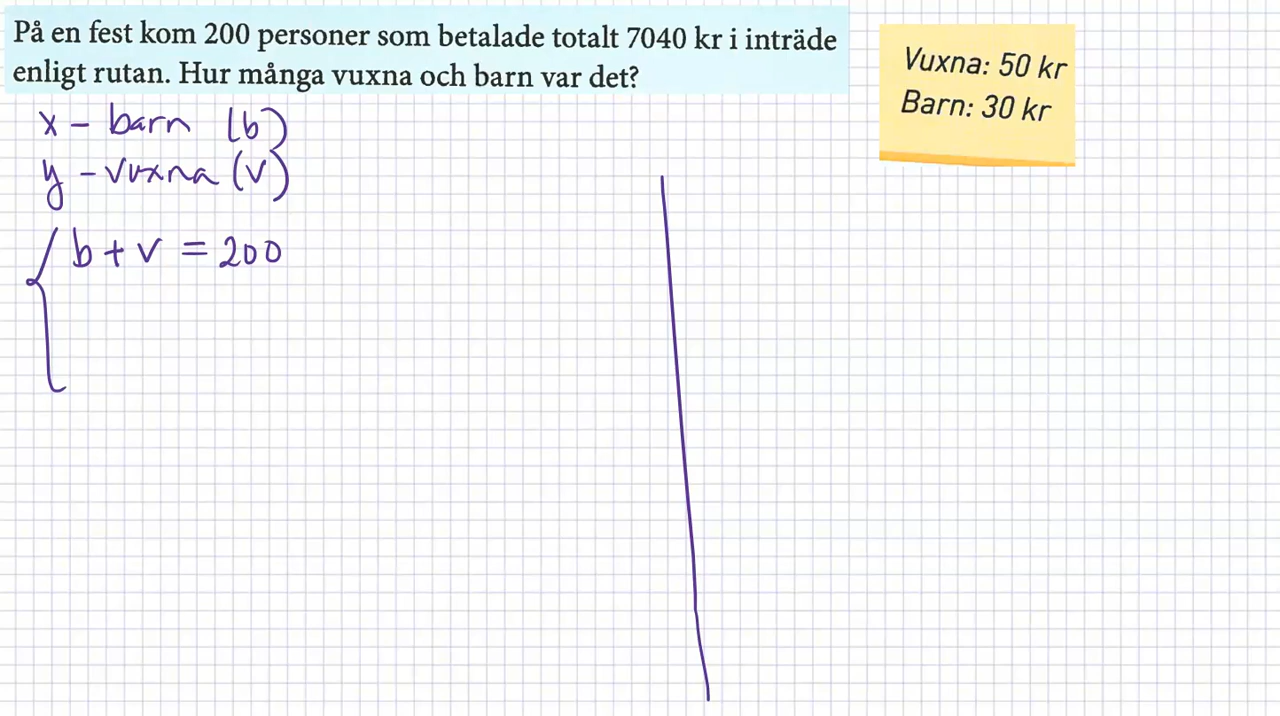 På en fest kom 200 personer som betalade totalt 7040 kr i inträde
enligt rutan. Hur många vuxna och barn var det?
Vuxna: 50 kr
Barn: 30 kr
x – barn (b)
y – vuxna (v)
b + v = 200